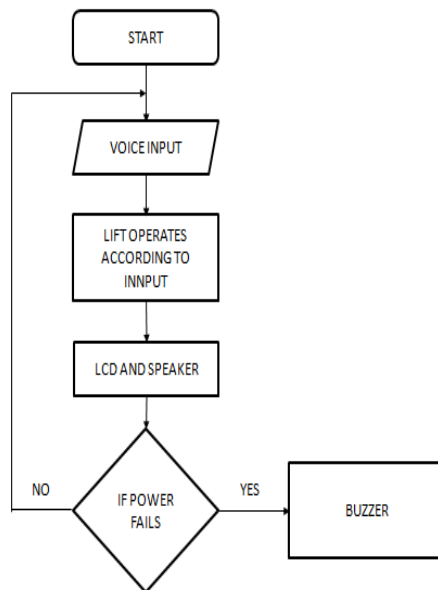 START
VOICE INPUT
LIFT OPERATES
ACCORDING TO
INNPUT
LCD AND SPEAKER
IF POWER
FAILS
NO
YES
BUZZER